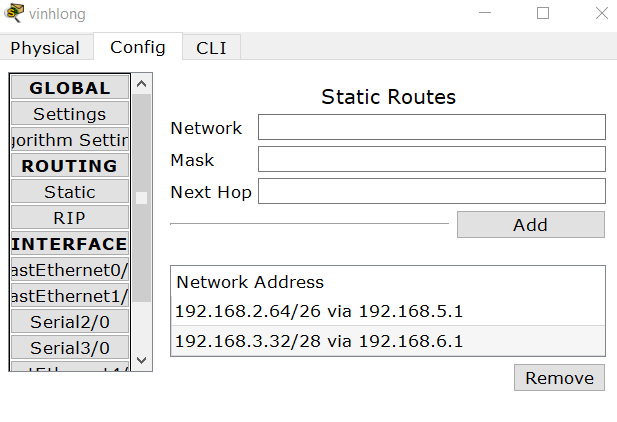 vinhlong
Physical
Config
CLI
GLOBAL
Settings
gorithm Settin
ROUTING
Static
RIP
INTERFACE
astEthernet0/
astEthernet1/
Serial2/0
Serial3/0
Static Routes
Network
Mask
Next Hop
Add
Network Address
192.168.2.64/26 via 192.168.5.1
192.168.3.32/28 via 192.168.6.1
Remove